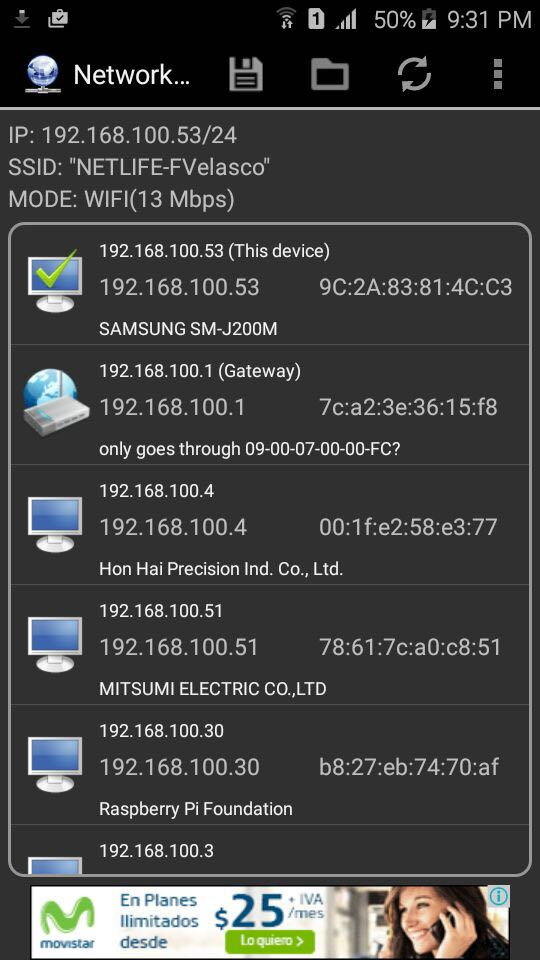 1 50% 9:31 PM
Network...
IP: 192.168.100.53/24
SSID: "NETLIFE-FVelasco"
MODE: WIFI(13 Mbps)
192.168.100.53 (This device)
192.168.100.53 9C:2A:83:81:4C:C3
SAMSUNG SM-J200M
192.168.100.1 (Gateway)
192.168.100.1 7c:a2:3e:36:15:f8
only goes through 09-00-07-00-00-FC?
192.168.100.4
192.168.100.4 00:1f:e2:58:e3:77
Hon Hai Precision Ind. Co., Ltd.
192.168.100.51
192.168.100.51 78:61:7c:a0:c8:51
MITSUMI ELECTRIC CO.,LTD
192.168.100.30
192.168.100.30 b8:27:eb:74:70:af
Raspberry Pi Foundation
192.168.100.3
movistar
En Planes
Ilimitados
desde
$25 + IVA
/mes
Lo quiero >